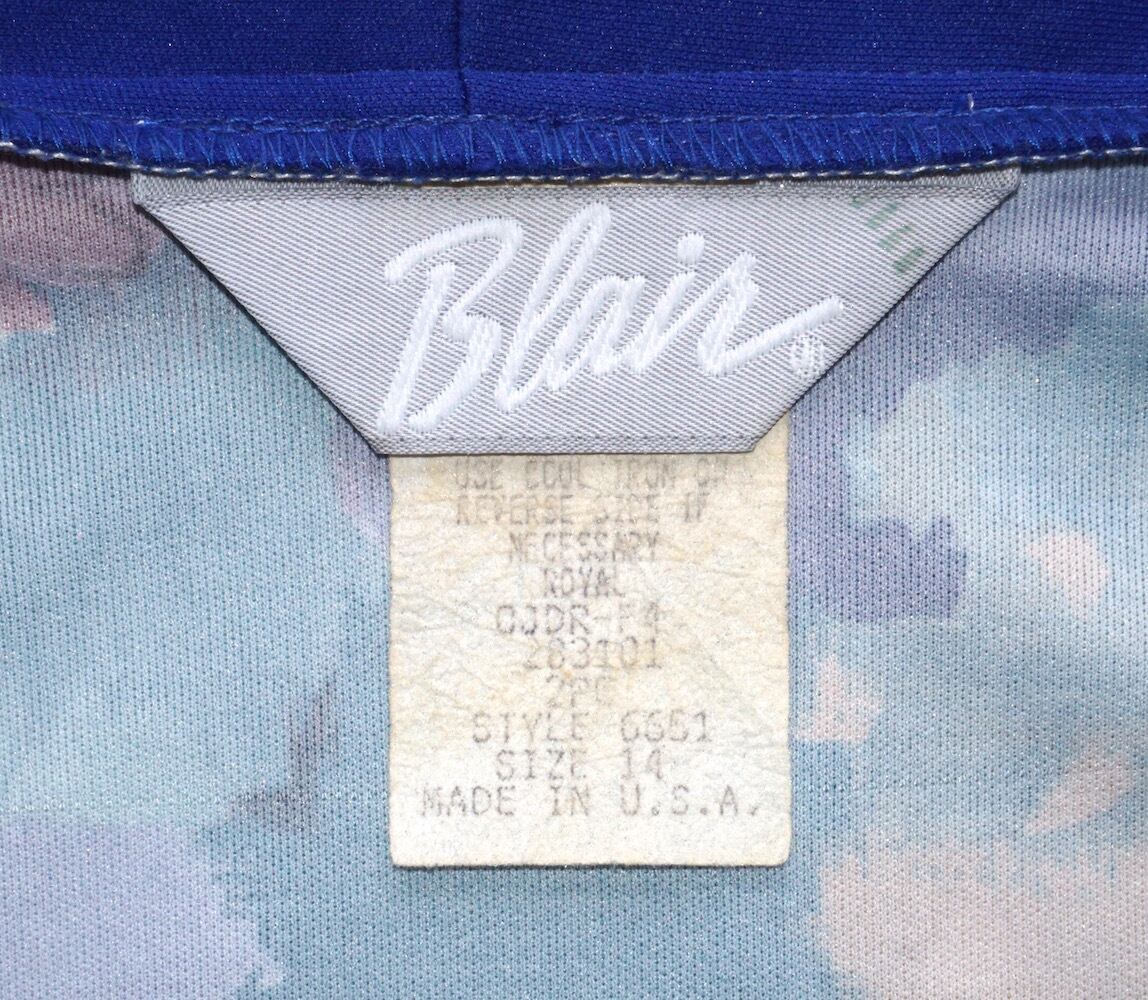 Blair®
USE COOL IRON ON
REVERSE SIDE IF
NECESSARY
ROYAL
OJDR-F4
283101
2PC
STYLE 6651
SIZE 14
MADE IN U.S.A.